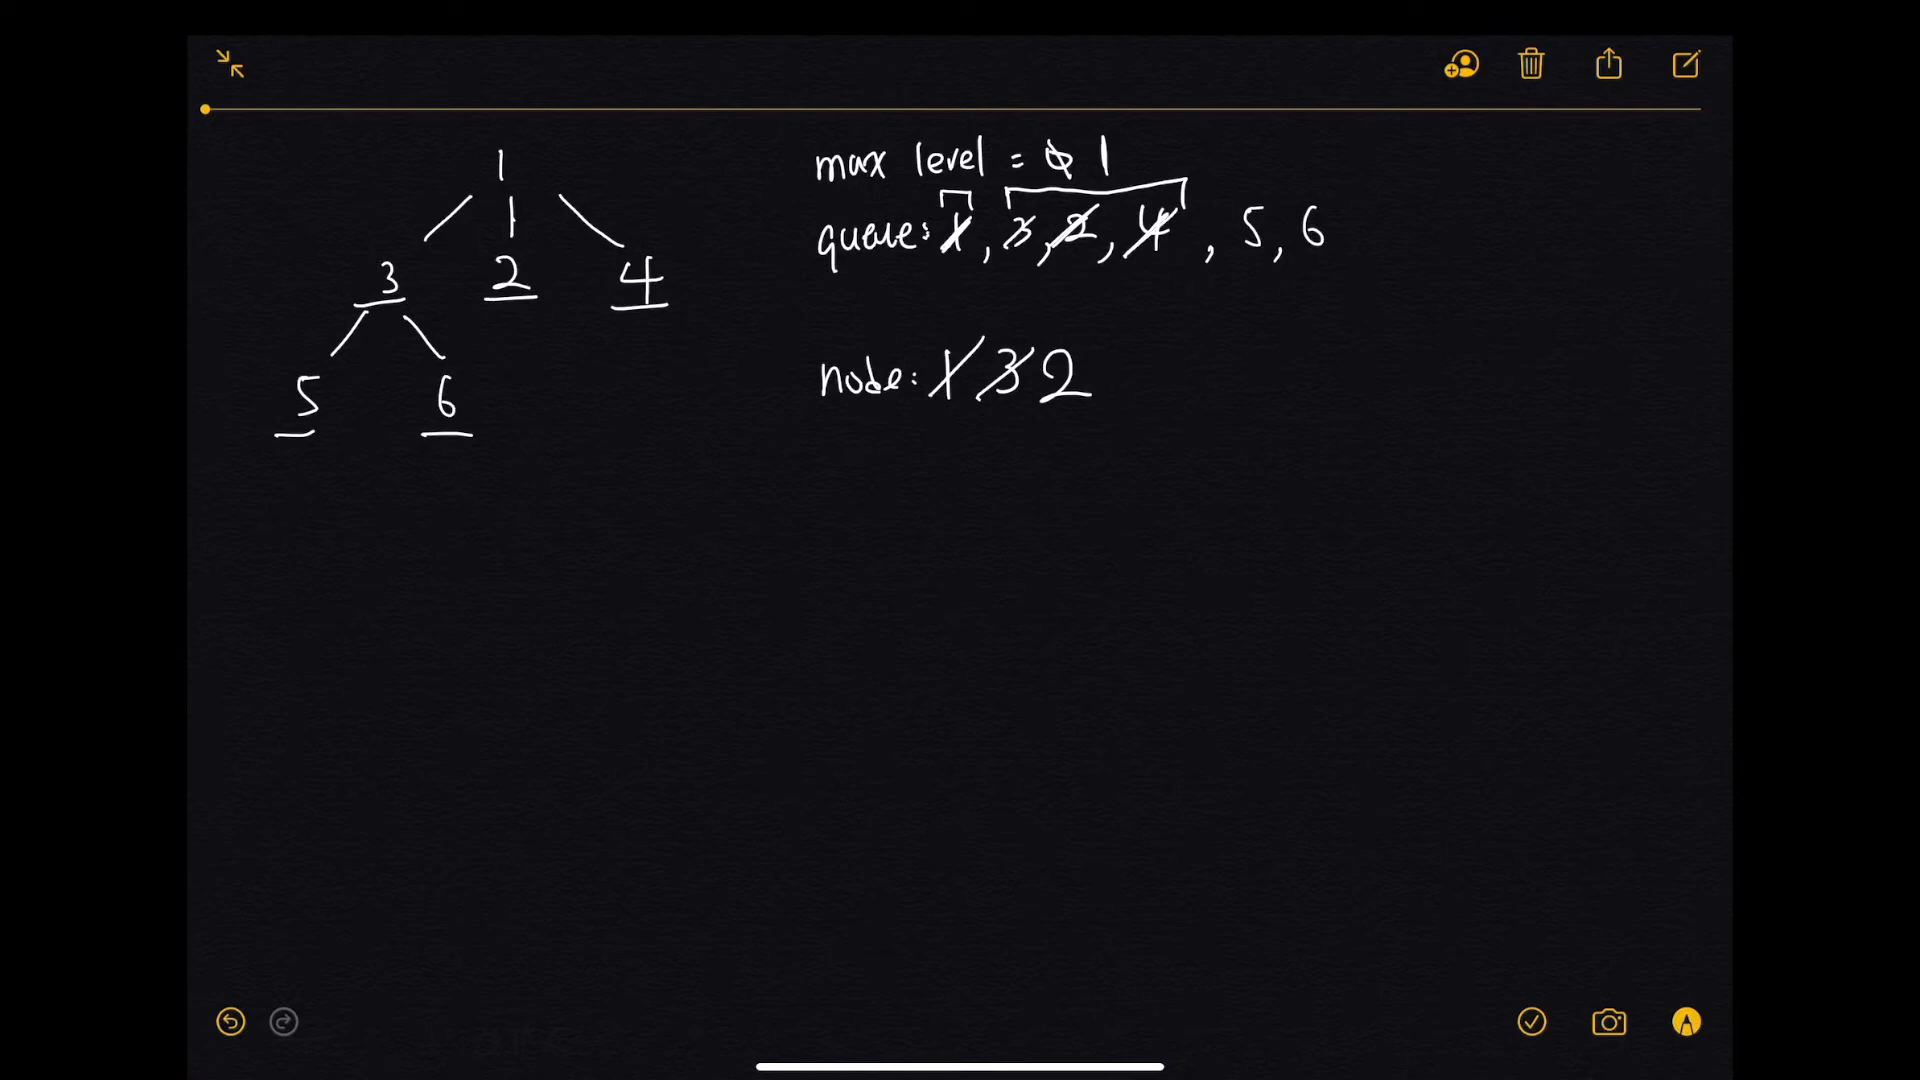 1
3 2 4
5 6
max level = 0 1
queue: 1, 3, 2, 4, 5, 6
node: 1 3 2